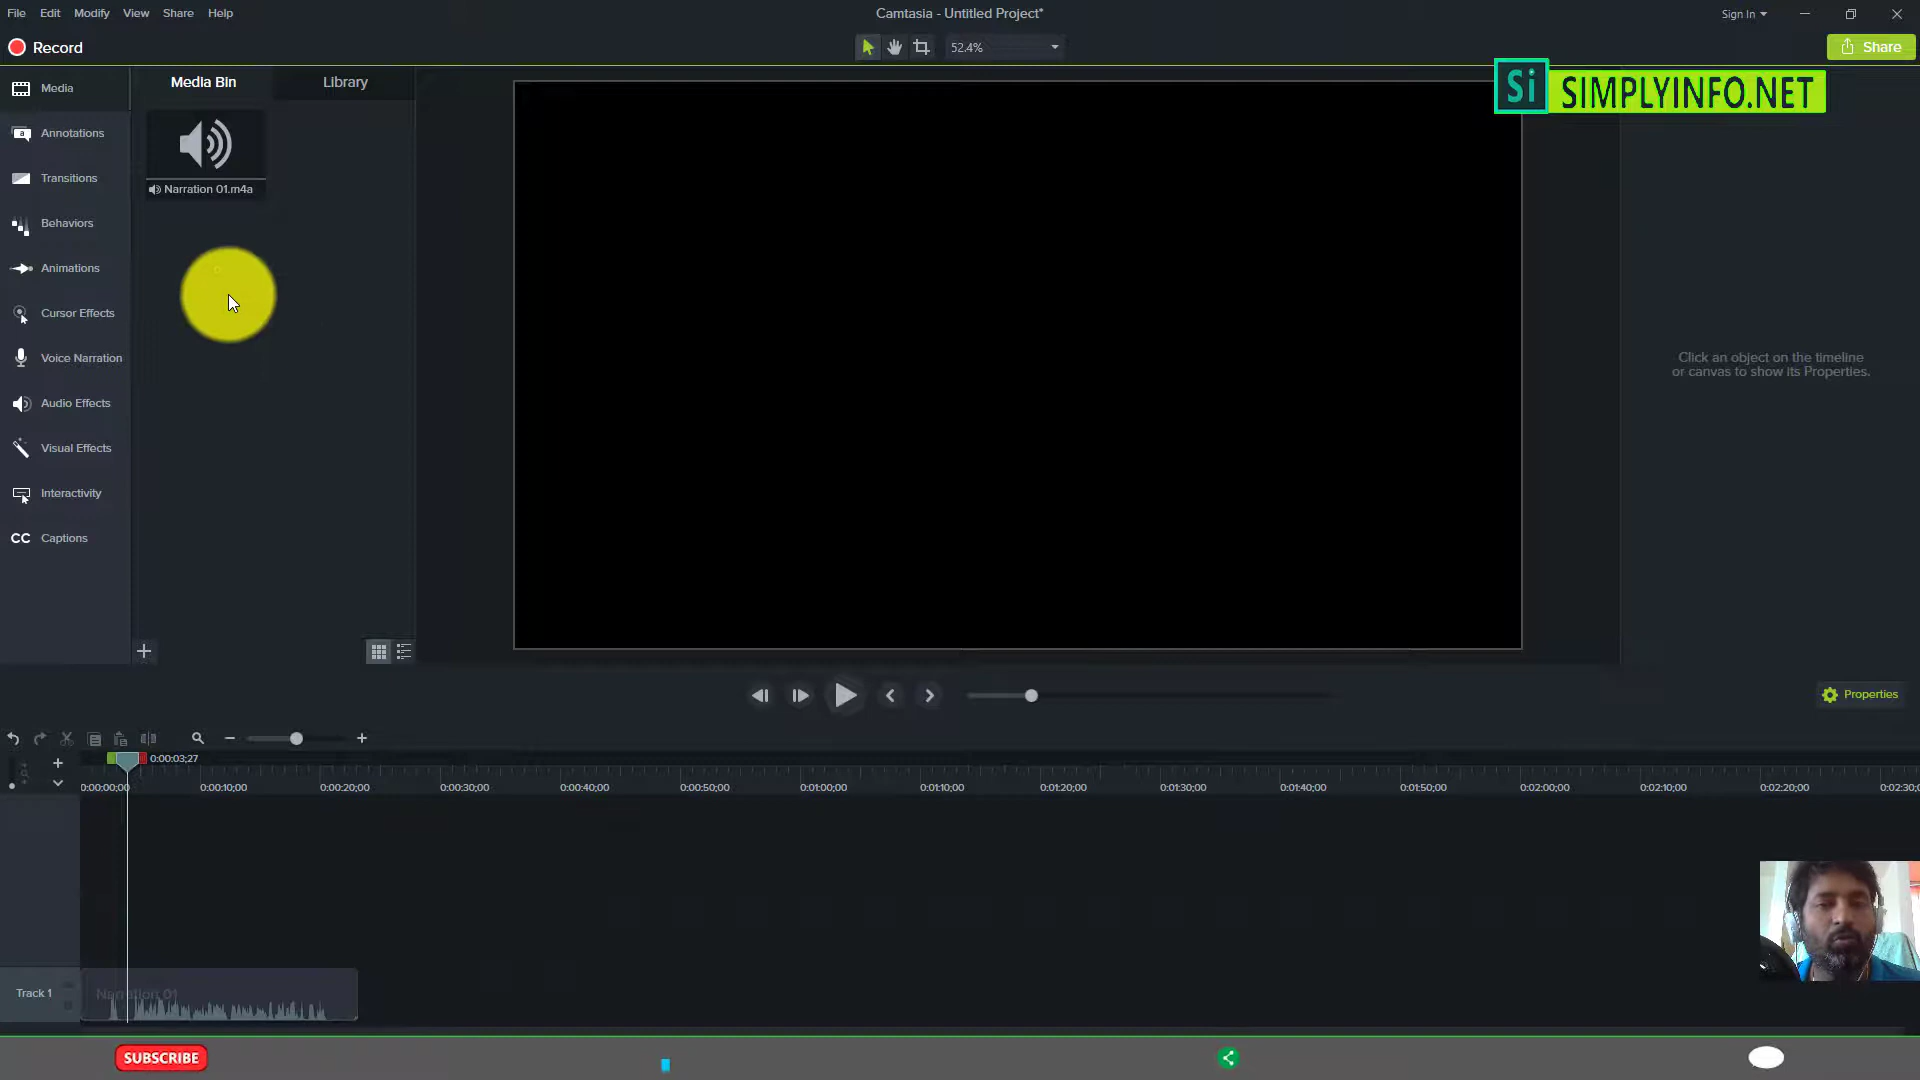 File Edit Modify View Share Help
Camtasia - Untitled Project*
Sign In
Record
52.4%
Share
Si SIMPLYINFO.NET
Media
Annotations
Transitions
Behaviors
Animations
Cursor Effects
Voice Narration
Audio Effects
Visual Effects
Interactivity
CC Captions
Media Bin
Library
Narration 01.m4a
Click an object on the timeline
or canvas to show its Properties.
Properties
0:00:03;27
0:00:00;00 0:00:10;00 0:00:20;00 0:00:30;00 0:00:40;00 0:00:50;00 0:01:00;00 0:01:10;00 0:01:20;00 0:01:30;00 0:01:40;00 0:01:50;00 0:02:00;00 0:02:10;00 0:02:20;00 0:02:30;
Track 1
Narration 01
SUBSCRIBE